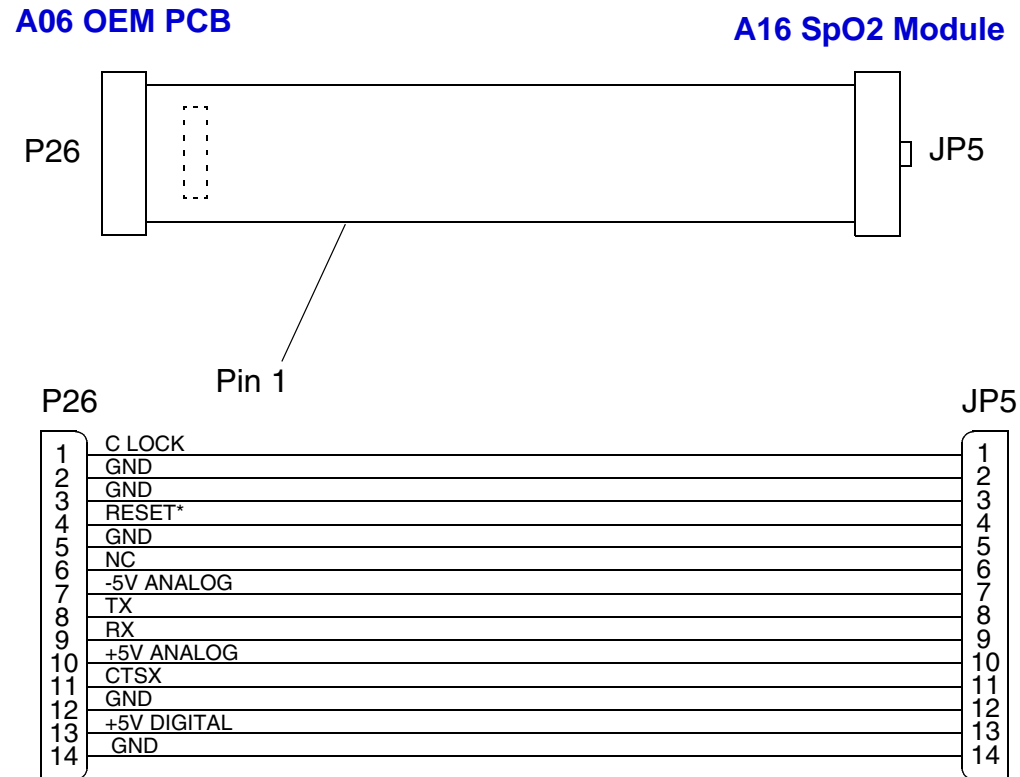 A06 OEM PCB
A16 SpO2 Module
P26
JP5
Pin 1
P26
JP5
1 C LOCK 1
2 GND 2
3 GND 3
4 RESET* 4
5 GND 5
6 NC 6
7 -5V ANALOG 7
8 TX 8
9 RX 9
10 +5V ANALOG 10
11 CTSX 11
12 GND 12
13 +5V DIGITAL 13
14 GND 14